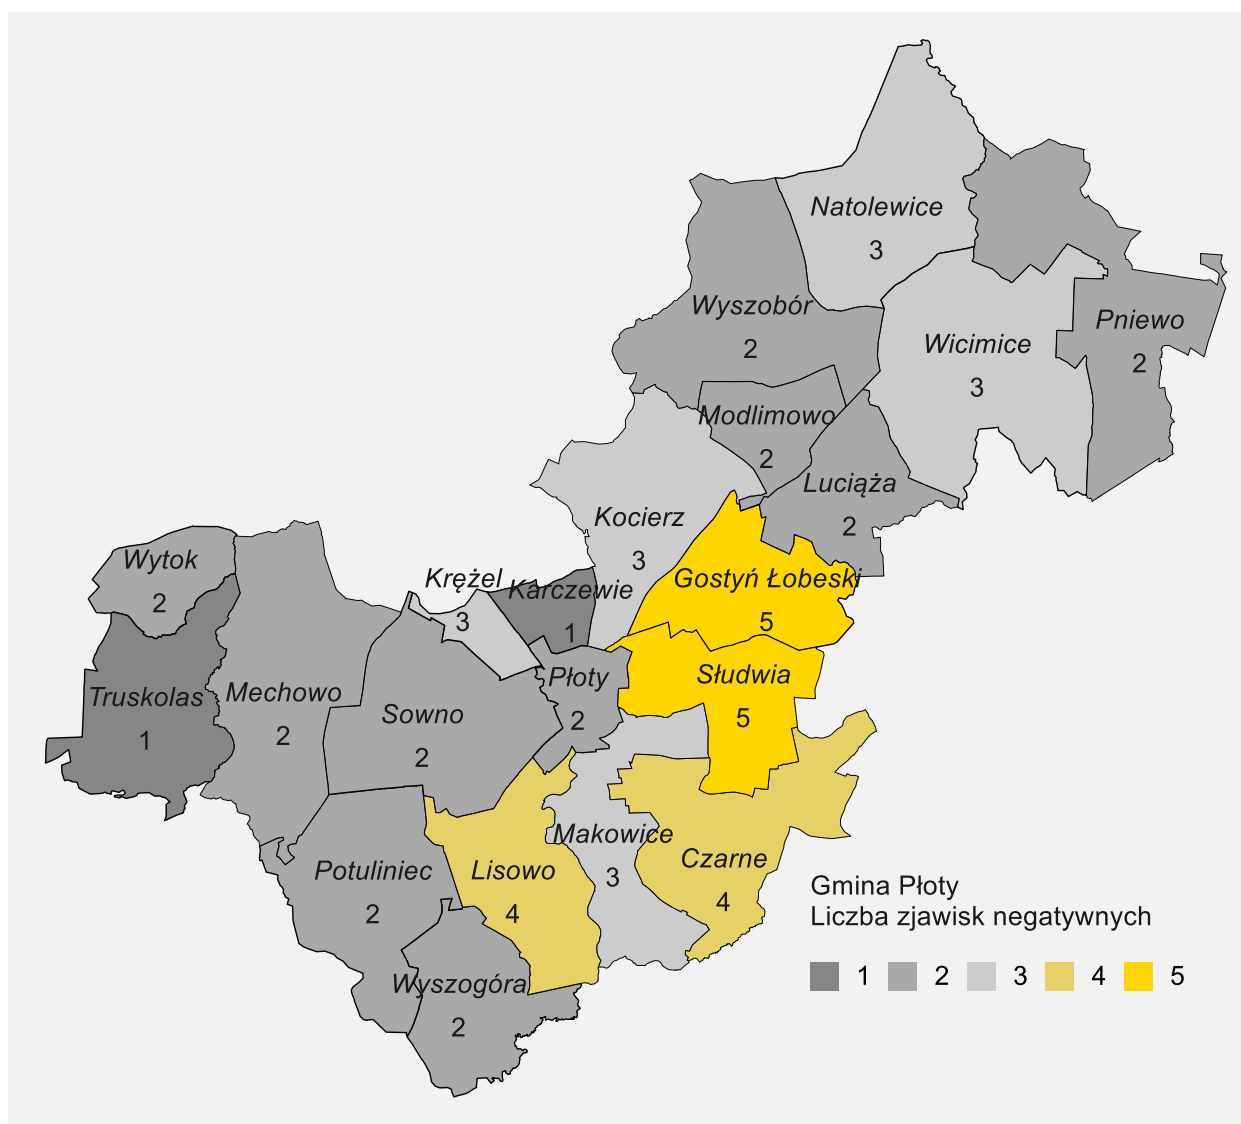 Natolewice
3
Wyszobór
2
Pniewo
2
Wicimice
3
Modlimowo
2
Luciąża
2
Kocierz
3
Wytok
2
Krężel
3
Karczewie
1
Gostyń Łobeski
5
Truskolas
1
Mechowo
2
Sowno
2
Płoty
2
Słudwia
5
Makowice
3
Czarne
4
Potuliniec
2
Lisowo
4
Wyszogóra
2
Gmina Płoty
Liczba zjawisk negatywnych
1 2 3 4 5